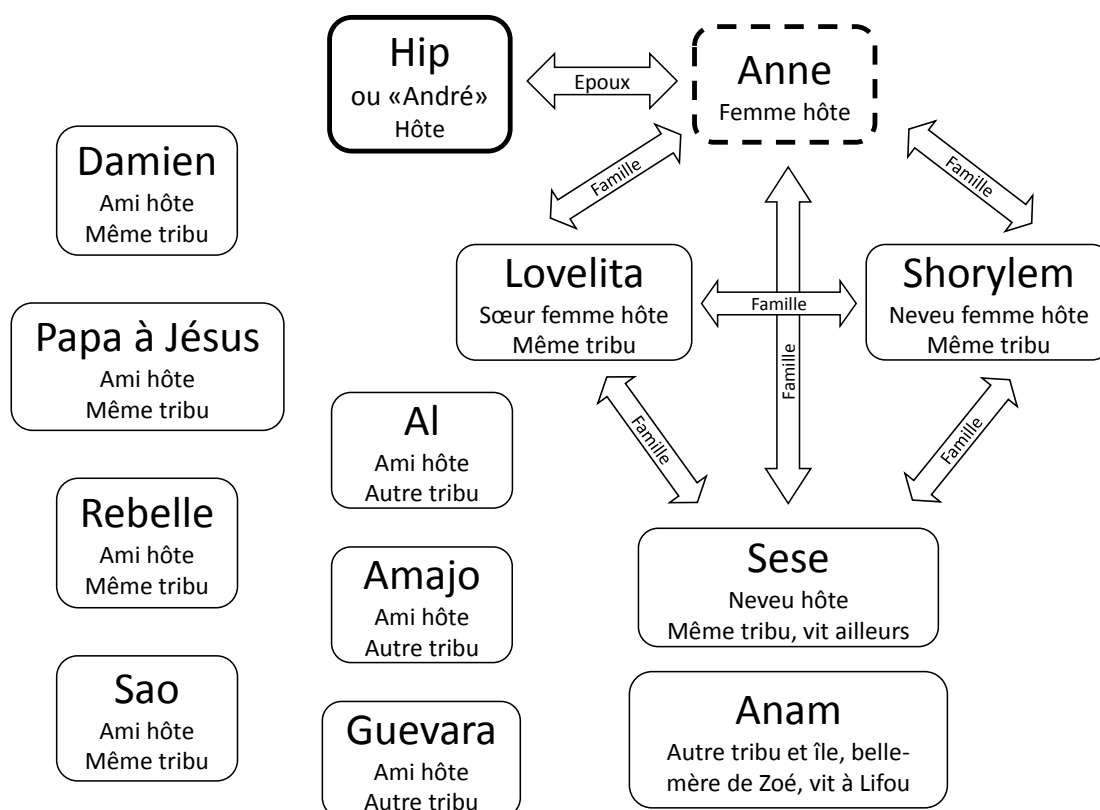 Hip
ou «André»
Hôte
Epoux
Anne
Femme hôte
Damien
Ami hôte
Même tribu
Famille
Famille
Lovelita
Sœur femme hôte
Même tribu
Famille
Shorylem
Neveu femme hôte
Même tribu
Papa à Jésus
Ami hôte
Même tribu
Famille
Al
Ami hôte
Autre tribu
Famille
Famille
Rebelle
Ami hôte
Même tribu
Amajo
Ami hôte
Autre tribu
Sese
Neveu hôte
Même tribu, vit ailleurs
Sao
Ami hôte
Même tribu
Guevara
Ami hôte
Autre tribu
Anam
Autre tribu et île, belle-
mère de Zoé, vit à Lifou